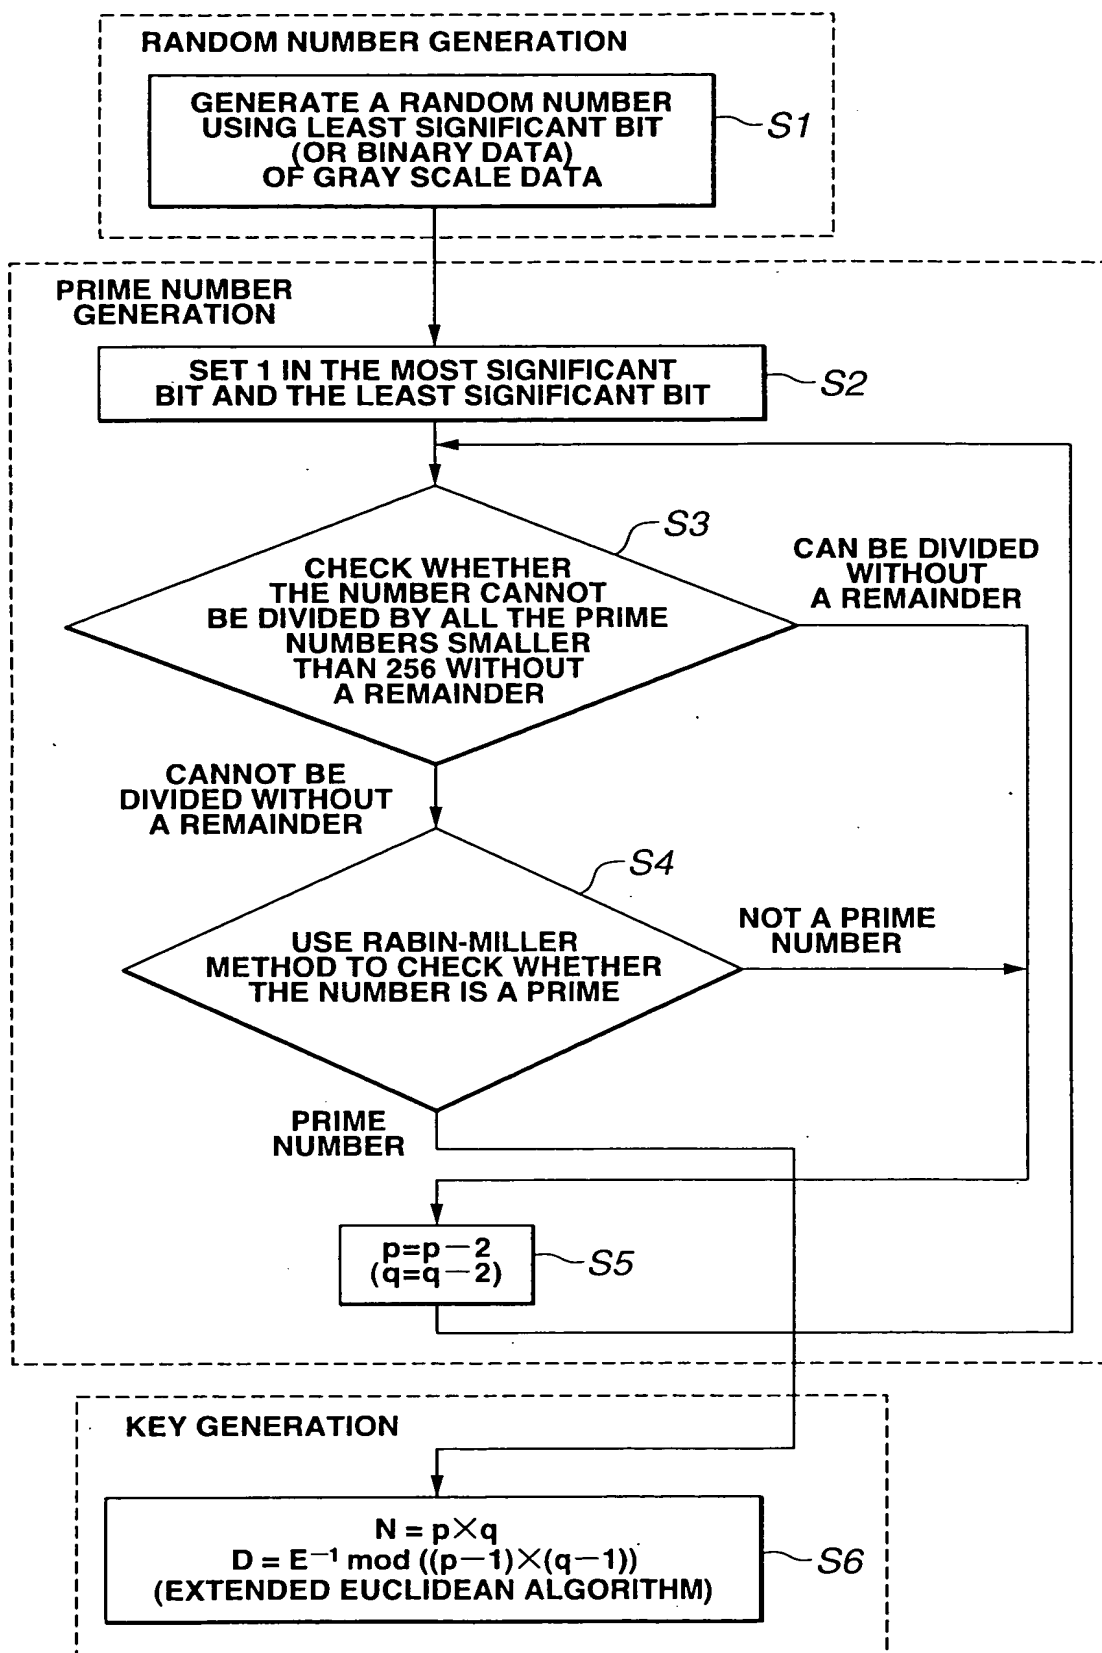 RANDOM NUMBER GENERATION
GENERATE A RANDOM NUMBER
USING LEAST SIGNIFICANT BIT
(OR BINARY DATA)
OF GRAY SCALE DATA
S1
PRIME NUMBER
GENERATION
SET 1 IN THE MOST SIGNIFICANT
BIT AND THE LEAST SIGNIFICANT BIT
S2
S3
CHECK WHETHER
THE NUMBER CANNOT
BE DIVIDED BY ALL THE PRIME
NUMBERS SMALLER
THAN 256 WITHOUT
A REMAINDER
CAN BE DIVIDED
WITHOUT
A REMAINDER
CANNOT BE
DIVIDED WITHOUT
A REMAINDER
S4
USE RABIN-MILLER
METHOD TO CHECK WHETHER
THE NUMBER IS A PRIME
NOT A PRIME
NUMBER
PRIME
NUMBER
p=p−2
(q=q−2)
S5
KEY GENERATION
N = p×q
D = E⁻¹ mod ((p−1)×(q−1))
(EXTENDED EUCLIDEAN ALGORITHM)
S6